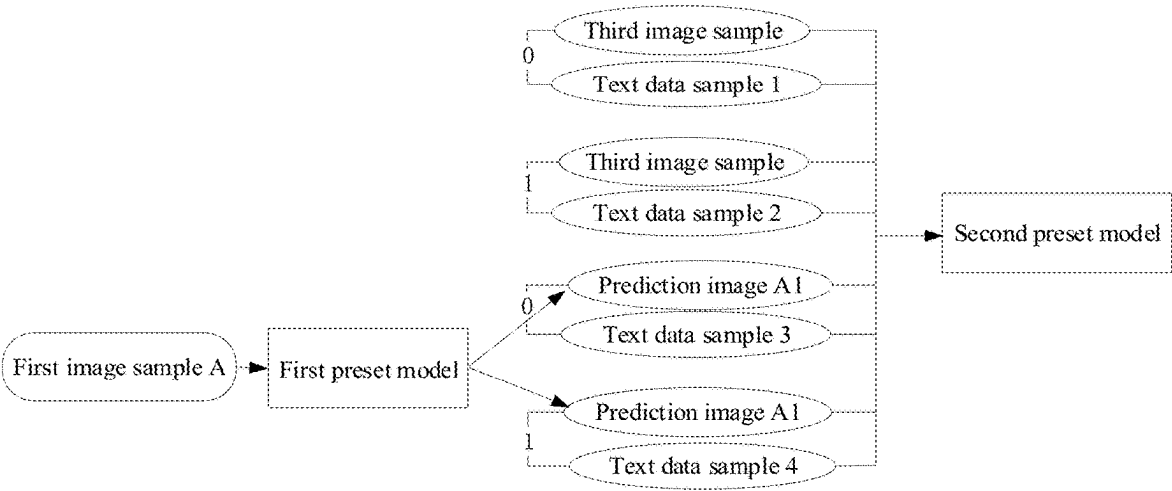 Third image sample
0
Text data sample 1
Third image sample
1
Text data sample 2
Second preset model
Prediction image A1
0
Text data sample 3
First image sample A
First preset model
Prediction image A1
1
Text data sample 4